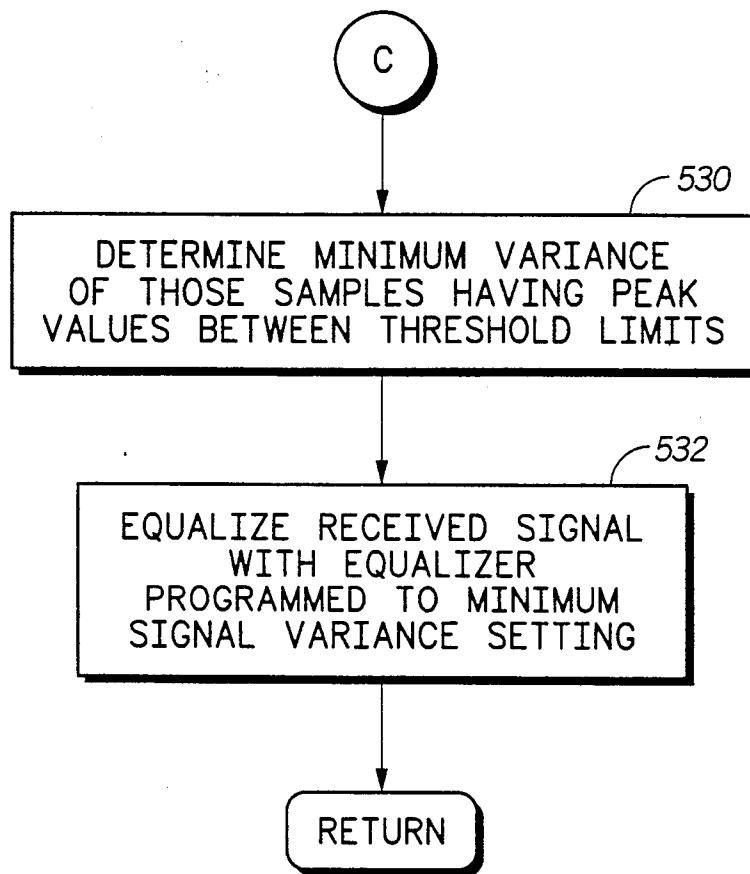 C
530
DETERMINE MINIMUM VARIANCE
OF THOSE SAMPLES HAVING PEAK
VALUES BETWEEN THRESHOLD LIMITS
532
EQUALIZE RECEIVED SIGNAL
WITH EQUALIZER
PROGRAMMED TO MINIMUM
SIGNAL VARIANCE SETTING
RETURN